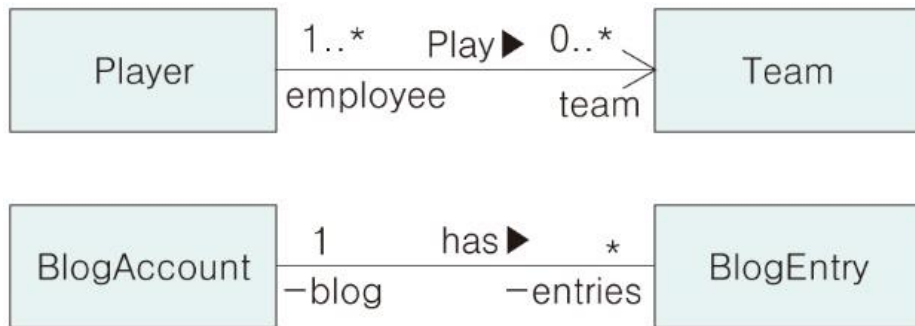 Player
1..*
Play▶
0..*
employee
team
Team
BlogAccount
1
has▶
*
−blog
−entries
BlogEntry